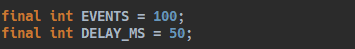 final int EVENTS = 100;
final int DELAY_MS = 50;